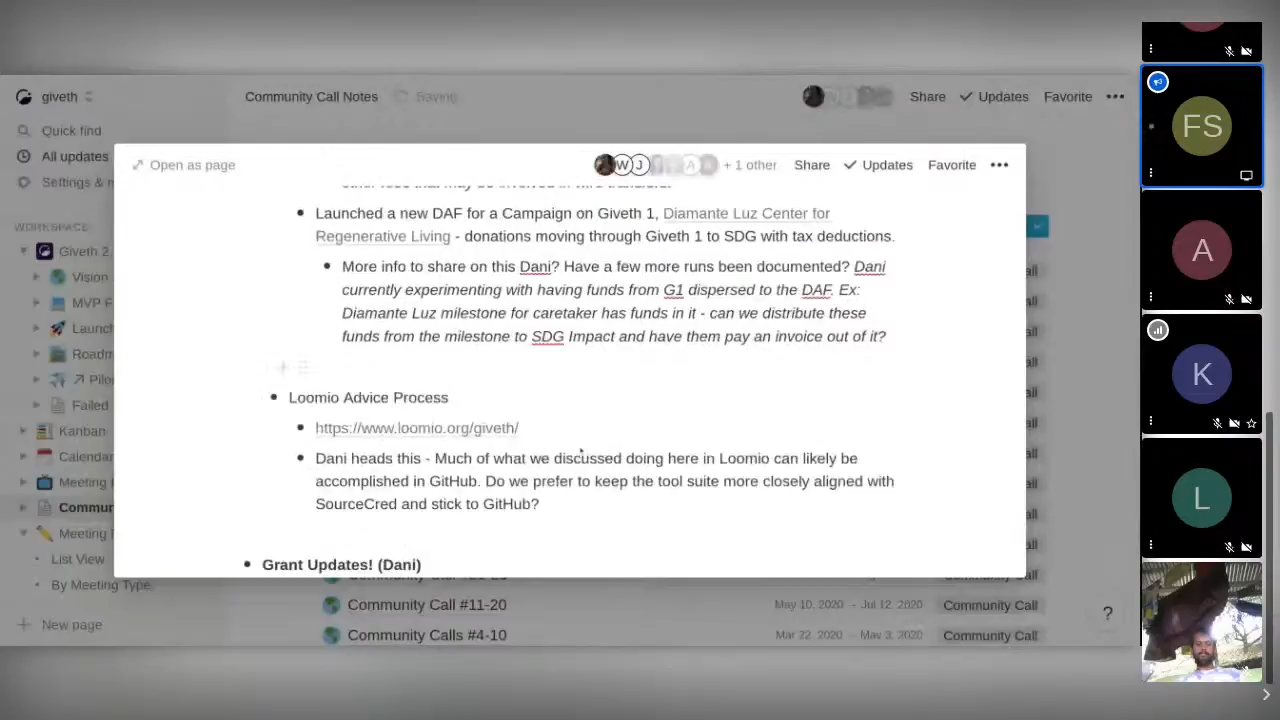 giveth
Community Call Notes
Saving
Share
Updates
Favorite
Quick find
All updates
Settings & m
Open as page
W
J
A
+ 1 other
Share
Updates
Favorite
WORKSPACE
Giveth 2
Vision
MVP F
Launch
Roadm
Pilo
Failed
Kanban
Calendar
Meeting
Commun
Meeting
List View
By Meeting Type
New page
Launched a new DAF for a Campaign on Giveth 1, Diamante Luz Center for
Regenerative Living - donations moving through Giveth 1 to SDG with tax deductions.
More info to share on this Dani? Have a few more runs been documented? Dani
currently experimenting with having funds from G1 dispersed to the DAF. Ex:
Diamante Luz milestone for caretaker has funds in it - can we distribute these
funds from the milestone to SDG Impact and have them pay an invoice out of it?
Loomio Advice Process
https://www.loomio.org/giveth/
Dani heads this - Much of what we discussed doing here in Loomio can likely be
accomplished in GitHub. Do we prefer to keep the tool suite more closely aligned with
SourceCred and stick to GitHub?
Grant Updates! (Dani)
Community Call #11-20
May 10, 2020 → Jul 12, 2020
Community Call
Community Calls #4-10
Mar 22, 2020 → May 3, 2020
Community Call
?
FS
A
K
L